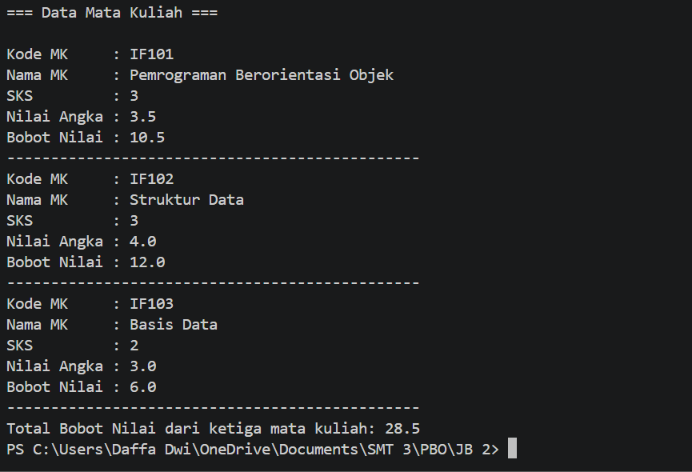 === Data Mata Kuliah ===
Kode MK     : IF101
Nama MK     : Pemrograman Berorientasi Objek
SKS         : 3
Nilai Angka : 3.5
Bobot Nilai : 10.5
-----------------------------------------------
Kode MK     : IF102
Nama MK     : Struktur Data
SKS         : 3
Nilai Angka : 4.0
Bobot Nilai : 12.0
-----------------------------------------------
Kode MK     : IF103
Nama MK     : Basis Data
SKS         : 2
Nilai Angka : 3.0
Bobot Nilai : 6.0
-----------------------------------------------
Total Bobot Nilai dari ketiga mata kuliah: 28.5
PS C:\Users\Daffa Dwi\OneDrive\Documents\SMT 3\PBO\JB 2>